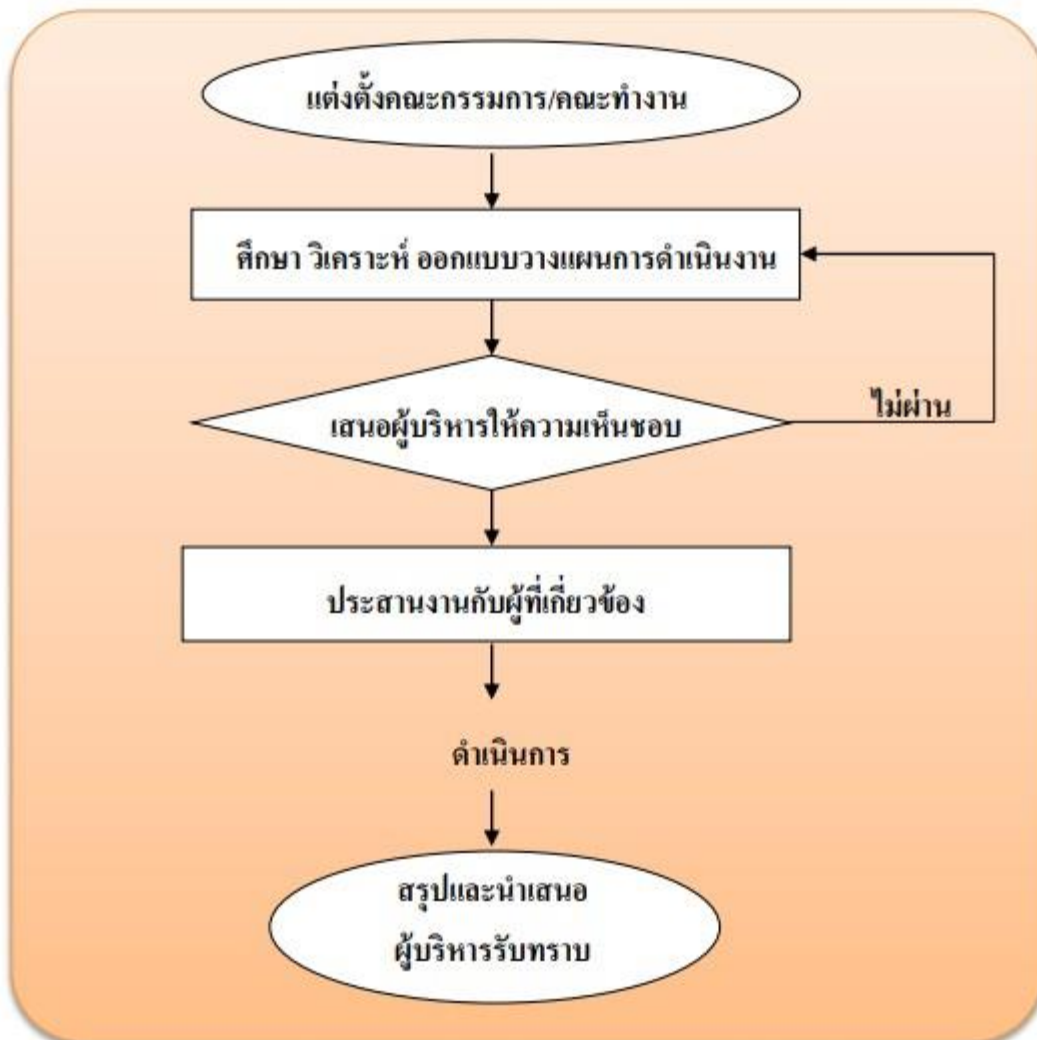 แต่งตั้งคณะกรรมการ/คณะทำงาน
ศึกษา วิเคราะห์ ออกแบบวางแผนการดำเนินงาน
เสนอผู้บริหารให้ความเห็นชอบ
ไม่ผ่าน
ประสานงานกับผู้ที่เกี่ยวข้อง
ดำเนินการ
สรุปและนำเสนอ
ผู้บริหารรับทราบ